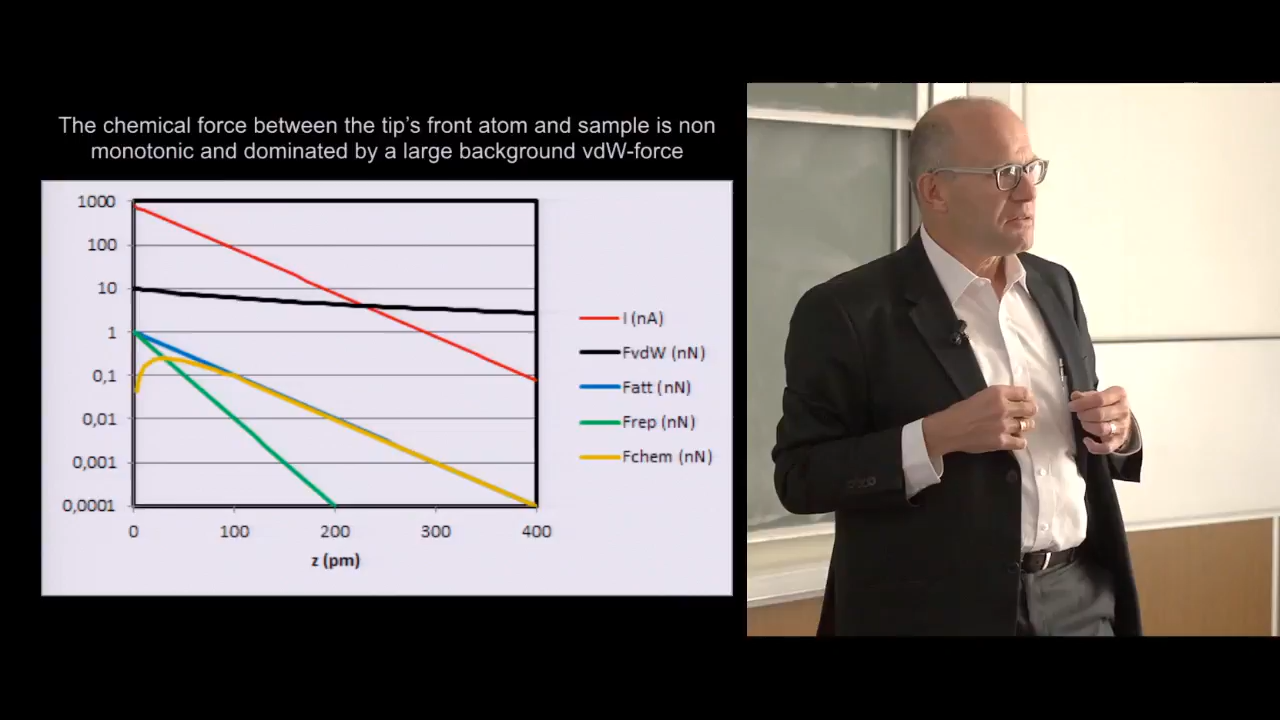 The chemical force between the tip’s front atom and sample is non
monotonic and dominated by a large background vdW-force
1000
100
10
1
0,1
0,01
0,001
0,0001
0 100 200 300 400
z (pm)
I (nA)
FvdW (nN)
Fatt (nN)
Frep (nN)
Fchem (nN)